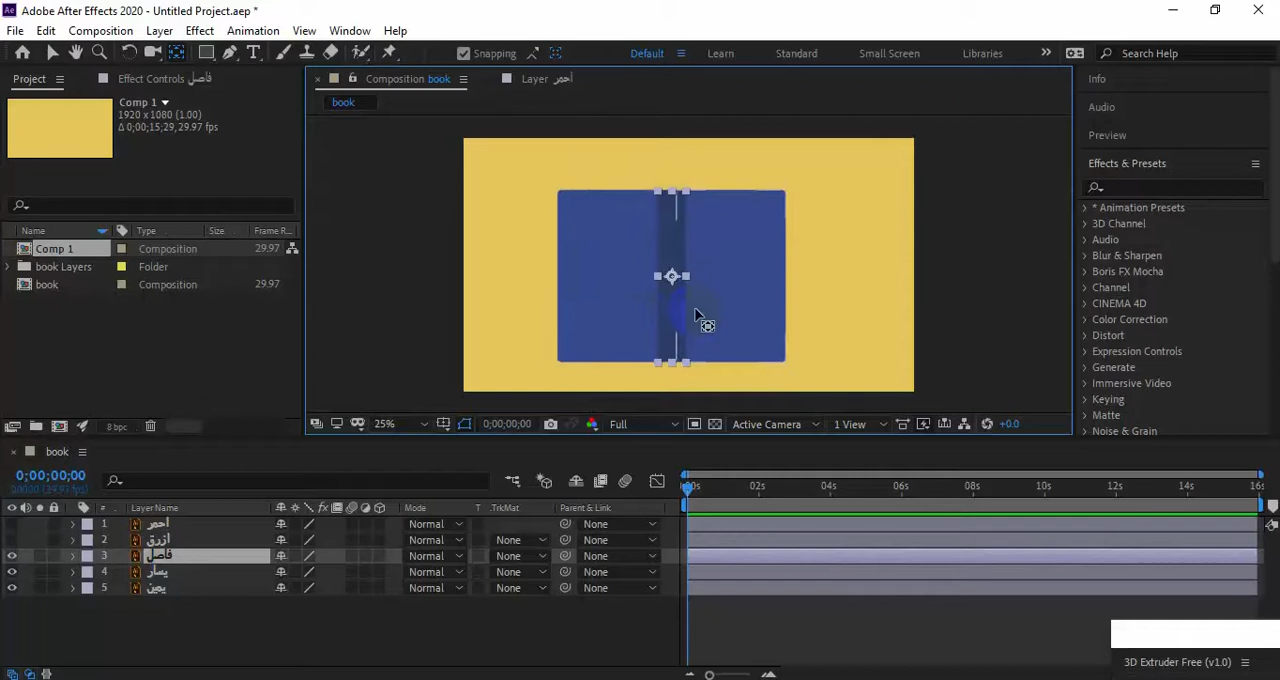 Adobe After Effects 2020 - Untitled Project.aep *
File Edit Composition Layer Effect Animation View Window Help
Snapping Default Learn Standard Small Screen Libraries Search Help
Project Effect Controls فاصل
Composition book Layer أحمر
Info
book
Comp 1
1920 x 1080 (1.00)
Δ 0;00;15;29, 29.97 fps
Audio
Preview
Effects & Presets
Name Type Size Frame R...
Comp 1 Composition 29.97
book Layers Folder
book Composition 29.97
* Animation Presets
3D Channel
Audio
Blur & Sharpen
Boris FX Mocha
Channel
CINEMA 4D
Color Correction
Distort
Expression Controls
Generate
Immersive Video
Keying
Matte
Noise & Grain
8 bpc
25% 0;00;00;00 Full Active Camera 1 View +0.0
book
0;00;00;00
00000 (29.97 fps)
# Layer Name Mode T .TrkMat Parent & Link
00s 02s 04s 06s 08s 10s 12s 14s 16s
1 أحمر Normal None
2 ازرق Normal None None
3 فاصل Normal None None
4 يسار Normal None None
5 يمين Normal None None
3D Extruder Free (v1.0)